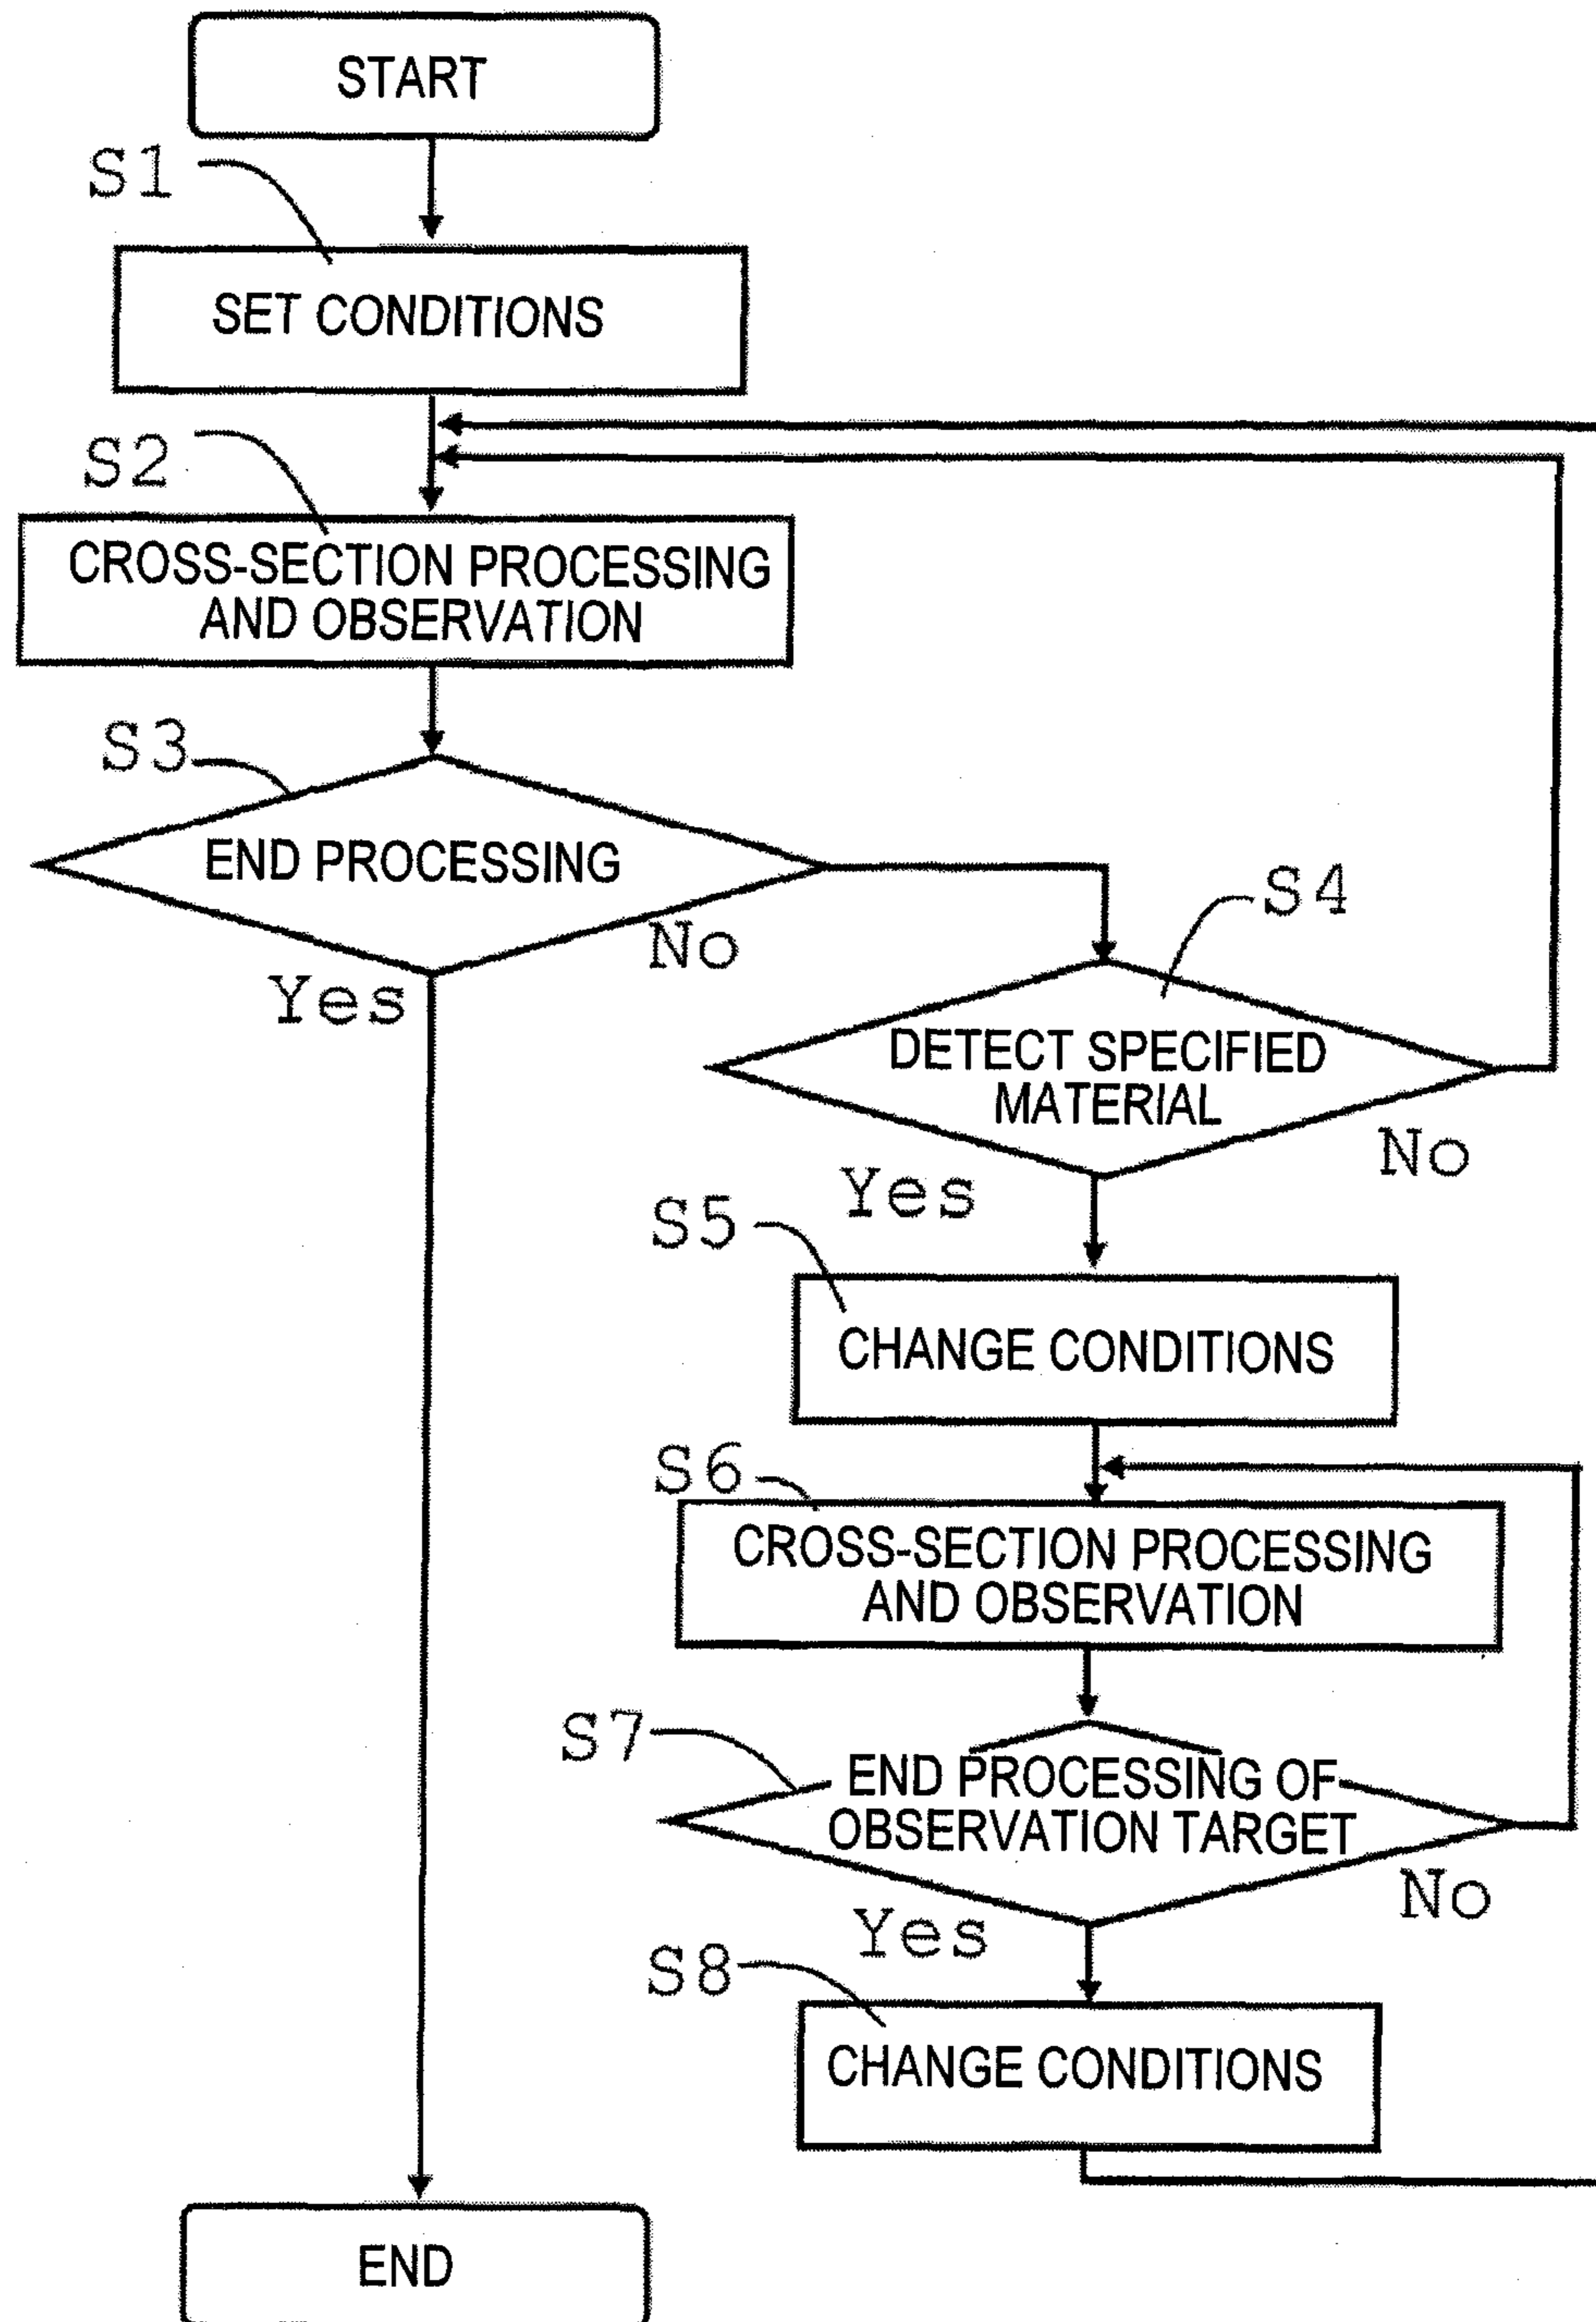 START
S1
SET CONDITIONS
S2
CROSS-SECTION PROCESSING
AND OBSERVATION
S3
END PROCESSING
No
Yes
S4
DETECT SPECIFIED
MATERIAL
No
Yes
S5
CHANGE CONDITIONS
S6
CROSS-SECTION PROCESSING
AND OBSERVATION
S7
END PROCESSING OF
OBSERVATION TARGET
No
Yes
S8
CHANGE CONDITIONS
END